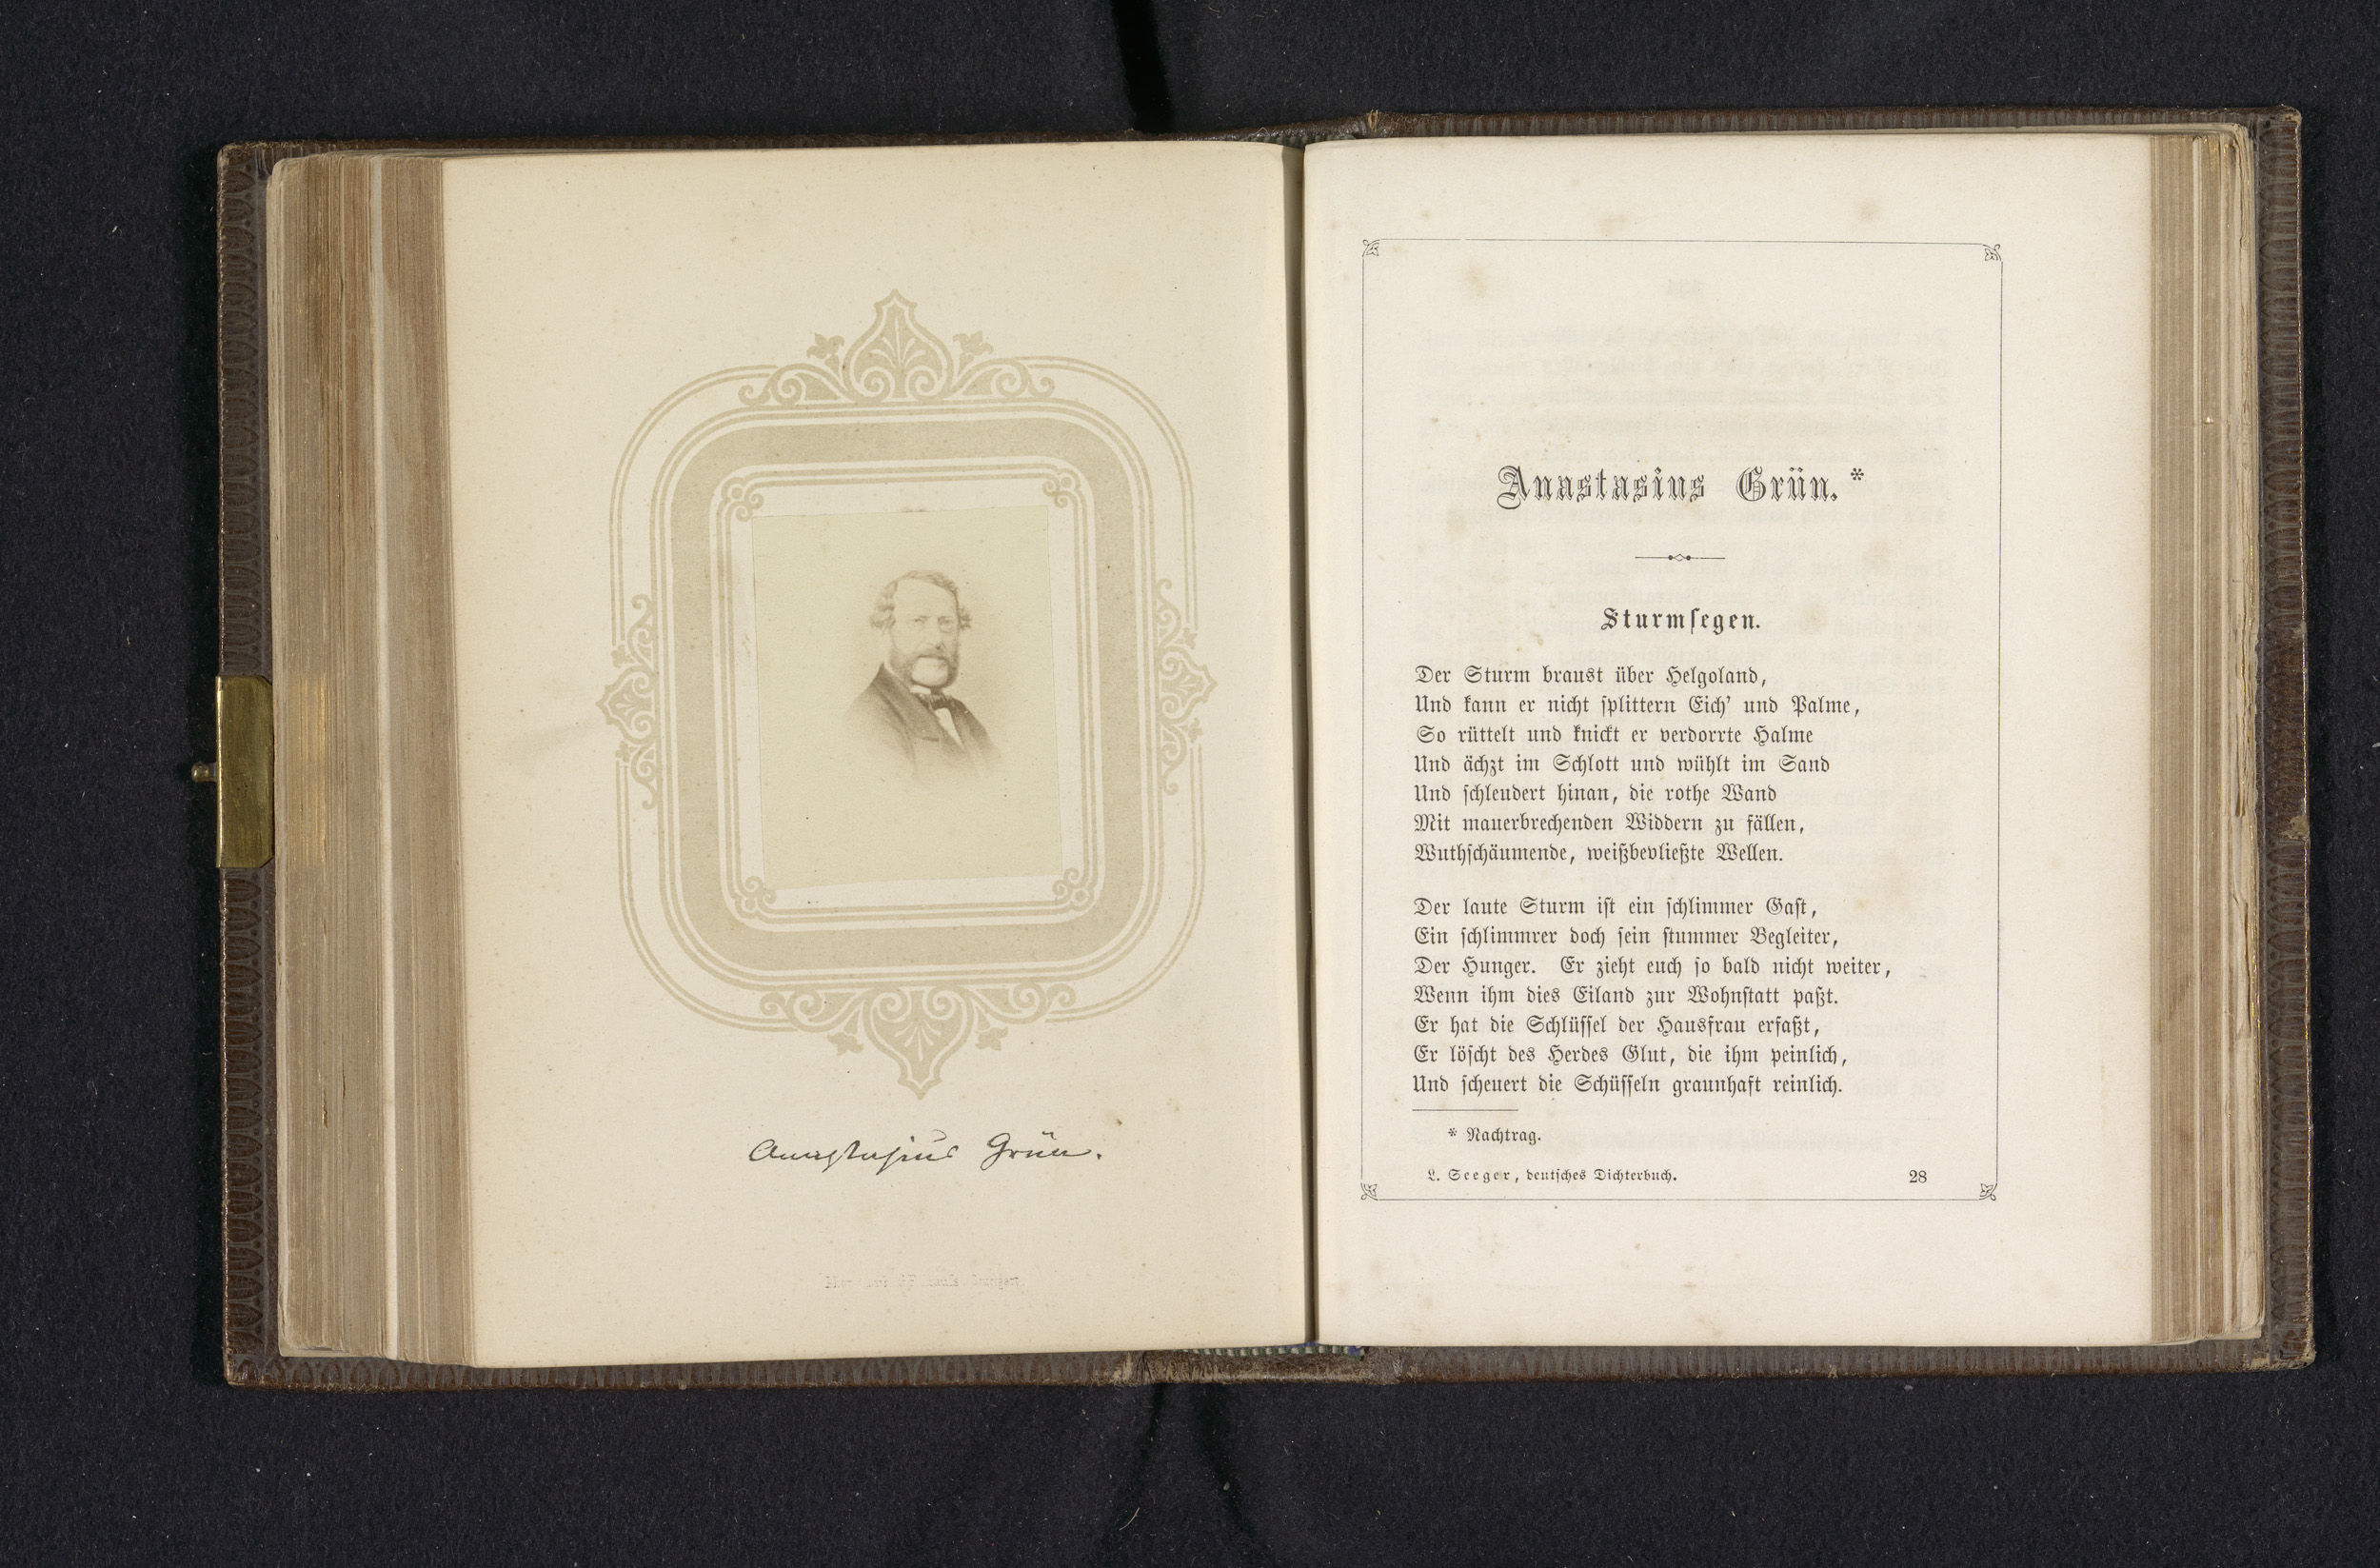 Anastasius Grün.
Anastasius Grün.*
Sturmſegen.
Der Sturm braust über Helgoland,
Und kann er nicht ſplittern Eich' und Palme,
So rüttelt und knickt er verdorrte Halme
Und ächzt im Schlott und wühlt im Sand
Und ſchleudert hinan, die rothe Wand
Mit mauerbrechenden Widdern zu fällen,
Wuthſchäumende, weißbevließte Wellen.
Der laute Sturm iſt ein ſchlimmer Gaſt,
Ein ſchlimmrer doch ſein ſtummer Begleiter,
Der Hunger. Er zieht euch ſo bald nicht weiter,
Wenn ihm dies Eiland zur Wohnſtatt paßt.
Er hat die Schlüſſel der Hausfrau erfaßt,
Er löſcht des Herdes Glut, die ihm peinlich,
Und ſcheuert die Schüſſeln graunhaft reinlich.
* Nachtrag.
L. Seeger, deutſches Dichterbuch. 28